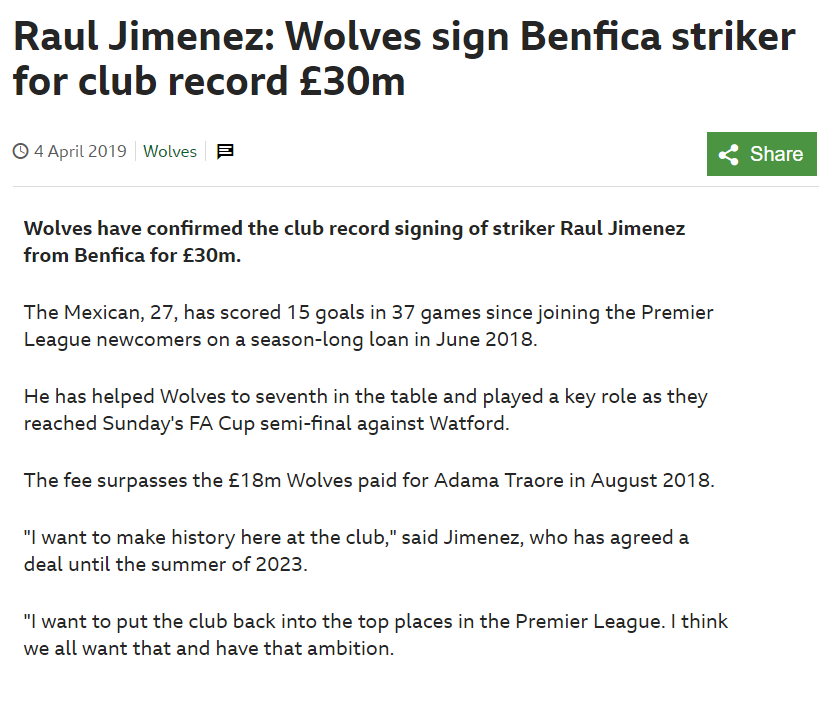 Raul Jimenez: Wolves sign Benfica striker
for club record £30m
4 April 2019 Wolves
Share
Wolves have confirmed the club record signing of striker Raul Jimenez
from Benfica for £30m.
The Mexican, 27, has scored 15 goals in 37 games since joining the Premier
League newcomers on a season-long loan in June 2018.
He has helped Wolves to seventh in the table and played a key role as they
reached Sunday's FA Cup semi-final against Watford.
The fee surpasses the £18m Wolves paid for Adama Traore in August 2018.
"I want to make history here at the club," said Jimenez, who has agreed a
deal until the summer of 2023.
"I want to put the club back into the top places in the Premier League. I think
we all want that and have that ambition.